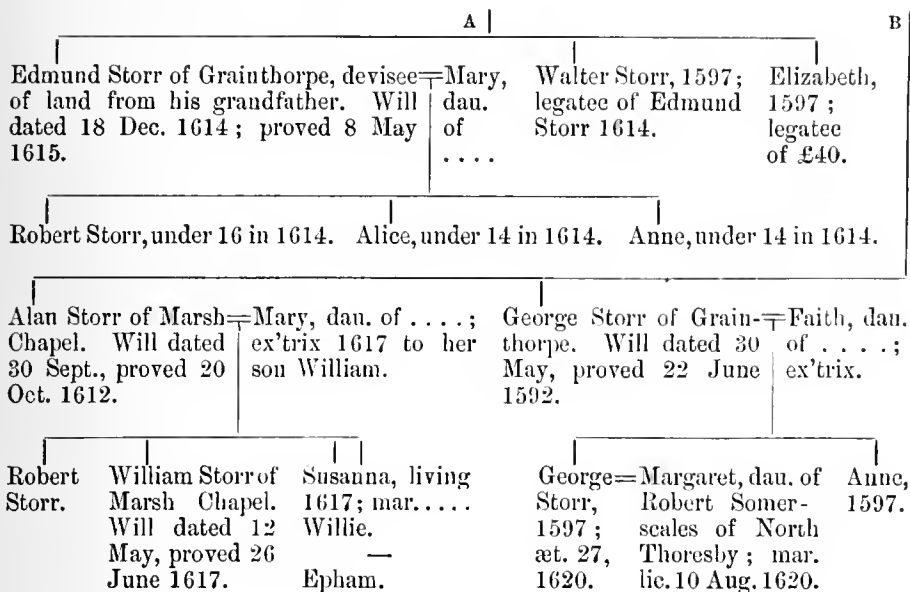 A B
Edmund Storr of Grainthorpe, devisee
of land from his grandfather. Will
dated 18 Dec. 1614; proved 8 May
1615.
Mary,
dau.
of
....
Walter Storr, 1597;
legatee of Edmund
Storr 1614.
Elizabeth,
1597;
legatee
of £40.
Robert Storr, under 16 in 1614. Alice, under 14 in 1614. Anne, under 14 in 1614.
Alan Storr of Marsh
Chapel. Will dated
30 Sept., proved 20
Oct. 1612.
Mary, dau. of ....;
ex'trix 1617 to her
son William.
George Storr of Grain-
thorpe. Will dated 30
May, proved 22 June
1592.
Faith, dau.
of ....;
ex'trix.
Robert
Storr.
William Storr of
Marsh Chapel.
Will dated 12
May, proved 26
June 1617.
Susanna, living
1617; mar.....
Willie.
—
Epham.
George
Storr,
1597;
æt. 27,
1620.
Margaret, dau. of
Robert Somer-
scales of North
Thoresby; mar.
lic. 10 Aug. 1620.
Anne,
1597.